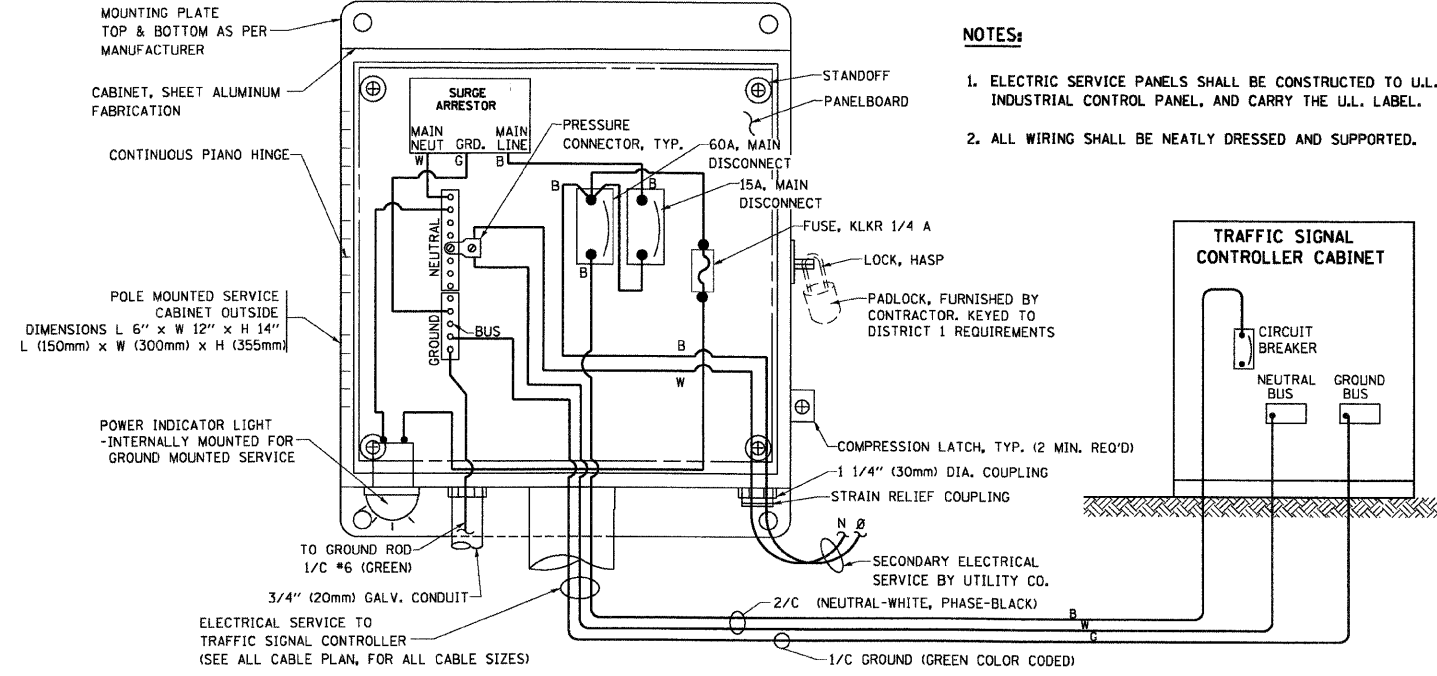 MOUNTING PLATE
TOP & BOTTOM AS PER
MANUFACTURER
CABINET, SHEET ALUMINUM
FABRICATION
CONTINUOUS PIANO HINGE
POLE MOUNTED SERVICE
CABINET OUTSIDE
DIMENSIONS L 6" x W 12" x H 14"
L (150mm) x W (300mm) x H (355mm)
POWER INDICATOR LIGHT
-INTERNALLY MOUNTED FOR
GROUND MOUNTED SERVICE
SURGE
ARRESTOR
MAIN
NEUT
GRD.
MAIN
LINE
W
G
B
NEUTRAL
GROUND
BUS
PRESSURE
CONNECTOR, TYP.
B
B
B
B
W
STANDOFF
PANELBOARD
60A, MAIN
DISCONNECT
15A, MAIN
DISCONNECT
FUSE, KLKR 1/4 A
LOCK, HASP
PADLOCK, FURNISHED BY
CONTRACTOR. KEYED TO
DISTRICT 1 REQUIREMENTS
COMPRESSION LATCH, TYP. (2 MIN. REQ'D)
1 1/4" (30mm) DIA. COUPLING
STRAIN RELIEF COUPLING
N Ø
SECONDARY ELECTRICAL
SERVICE BY UTILITY CO.
TO GROUND ROD
1/C #6 (GREEN)
3/4" (20mm) GALV. CONDUIT
ELECTRICAL SERVICE TO
TRAFFIC SIGNAL CONTROLLER
(SEE ALL CABLE PLAN, FOR ALL CABLE SIZES)
2/C (NEUTRAL-WHITE, PHASE-BLACK)
B
W
G
1/C GROUND (GREEN COLOR CODED)
NOTES:
1. ELECTRIC SERVICE PANELS SHALL BE CONSTRUCTED TO U.L.
INDUSTRIAL CONTROL PANEL, AND CARRY THE U.L. LABEL.
2. ALL WIRING SHALL BE NEATLY DRESSED AND SUPPORTED.
TRAFFIC SIGNAL
CONTROLLER CABINET
CIRCUIT
BREAKER
NEUTRAL
BUS
GROUND
BUS